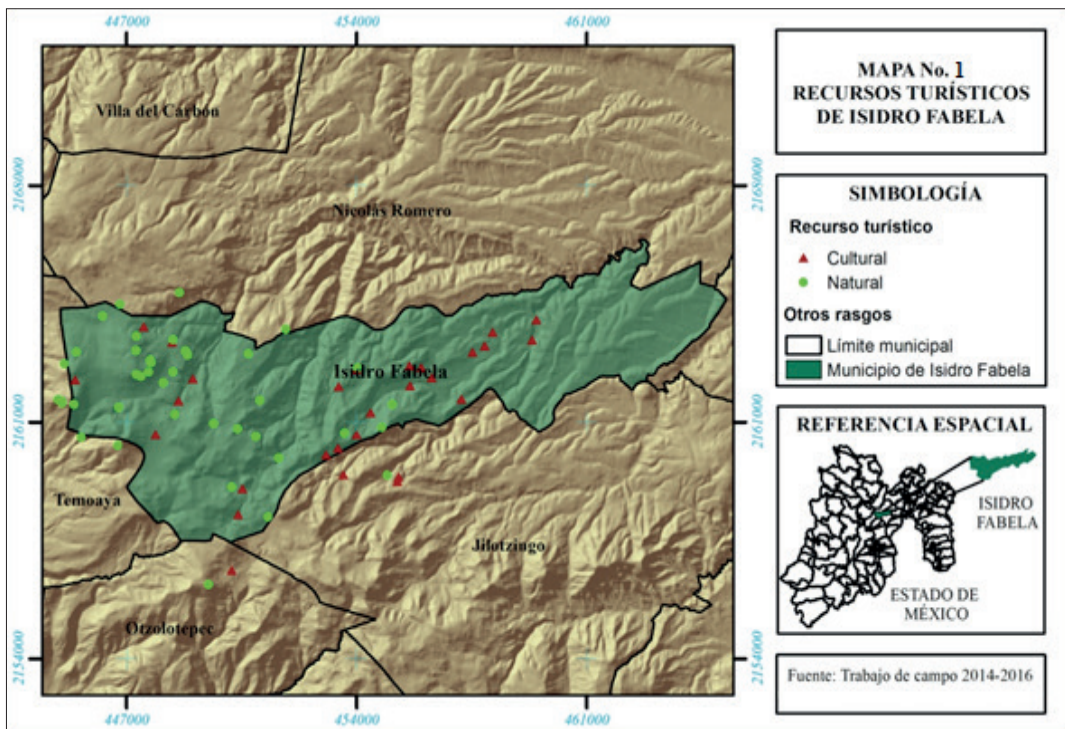 447000 454000 461000
MAPA No. 1
RECURSOS TURÍSTICOS
DE ISIDRO FABELA
Villa del Carbón
2168000
2168000
Nicolás Romero
SIMBOLOGÍA
Recurso turístico
Cultural
Natural
Otros rasgos
Límite municipal
Municipio de Isidro Fabela
Isidro Fabela
2161000
2161000
REFERENCIA ESPACIAL
ISIDRO
FABELA
ESTADO DE
MÉXICO
Temoaya
Jilotzingo
Otzolotepec
2154000
2154000
Fuente: Trabajo de campo 2014-2016
447000 454000 461000